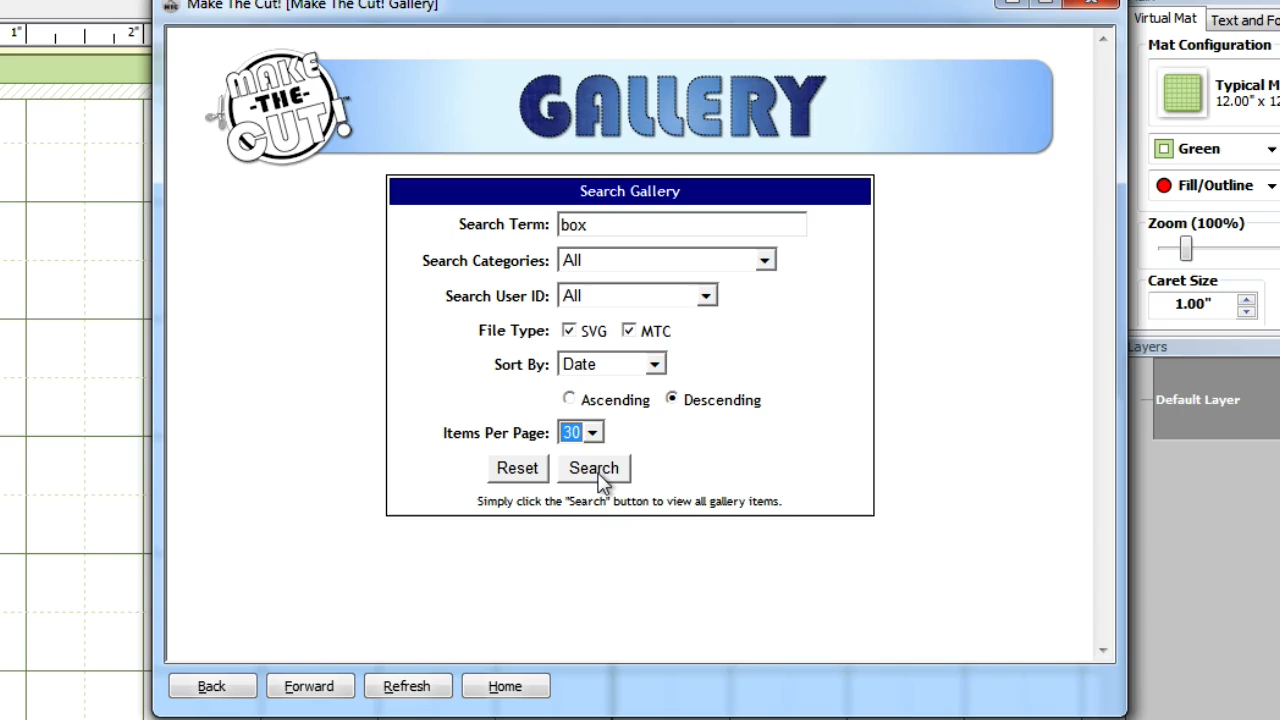 Make The Cut! [Make The Cut! Gallery]
1"
2"
MAKE
-THE-
CUT!
GALLERY
Search Gallery
Search Term: box
Search Categories: All
Search User ID: All
File Type: SVG MTC
Sort By: Date
Ascending Descending
Items Per Page: 30
Reset Search
Simply click the "Search" button to view all gallery items.
Back Forward Refresh Home
Virtual Mat Text and Fo
Mat Configuration
Typical M
12.00" x 12
Green
Fill/Outline
Zoom (100%)
Caret Size
1.00"
Layers
Default Layer